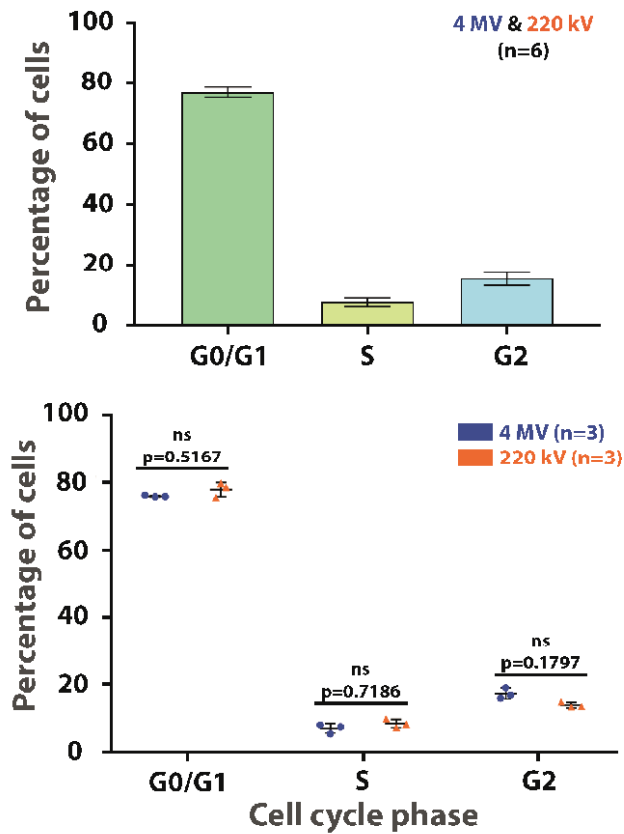 Percentage of cells
100
80
60
40
20
0
4 MV & 220 kV
(n=6)
G0/G1 S G2
Percentage of cells
100
80
60
40
20
0
4 MV (n=3)
220 kV (n=3)
ns
p=0.5167
ns
p=0.7186
ns
p=0.1797
G0/G1 S G2
Cell cycle phase